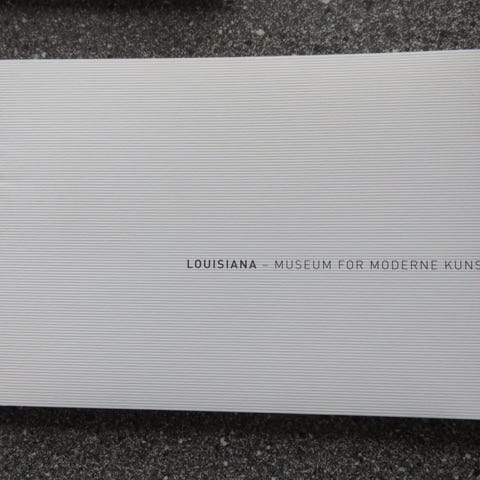 LOUISIANA – MUSEUM FOR MODERNE KUNS